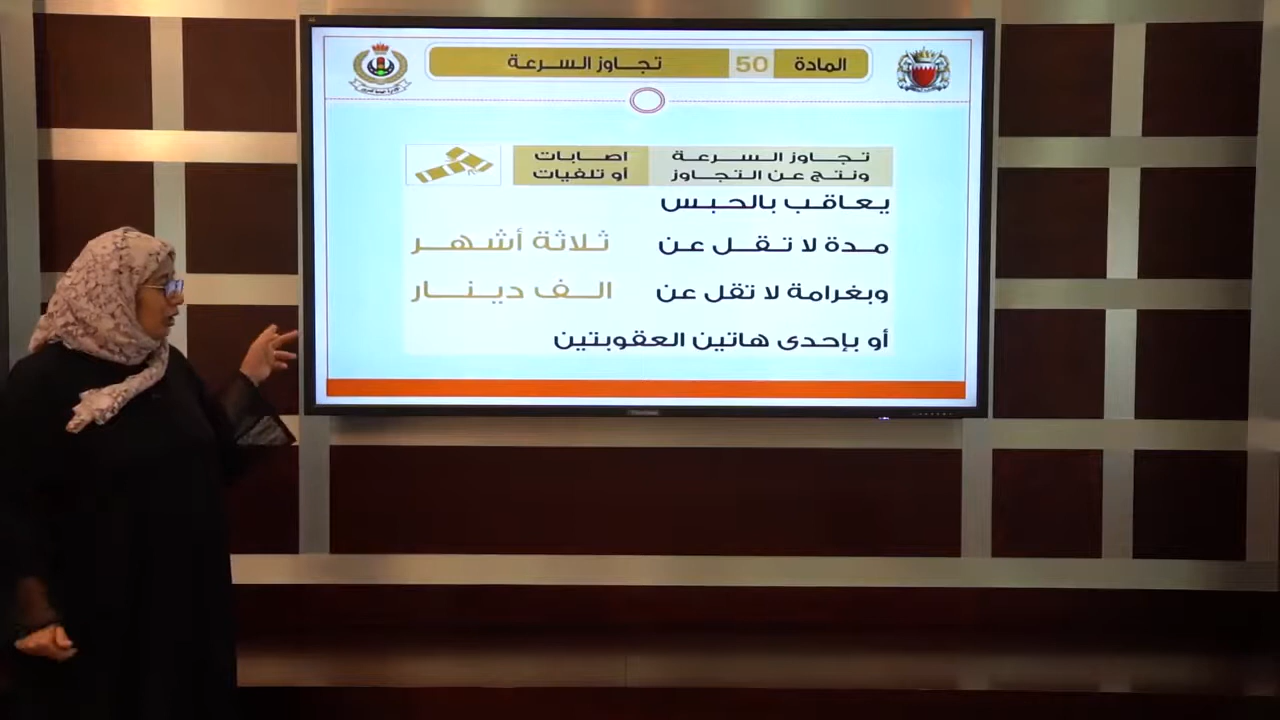 المادة 50 تجاوز السرعة
تجاوز السرعة
ونتج عن التجاوز
اصابات
أو تلفيات
يعاقب بالحبس
مدة لا تقل عن ثلاثة أشهر
وبغرامة لا تقل عن الف دينار
أو بإحدى هاتين العقوبتين